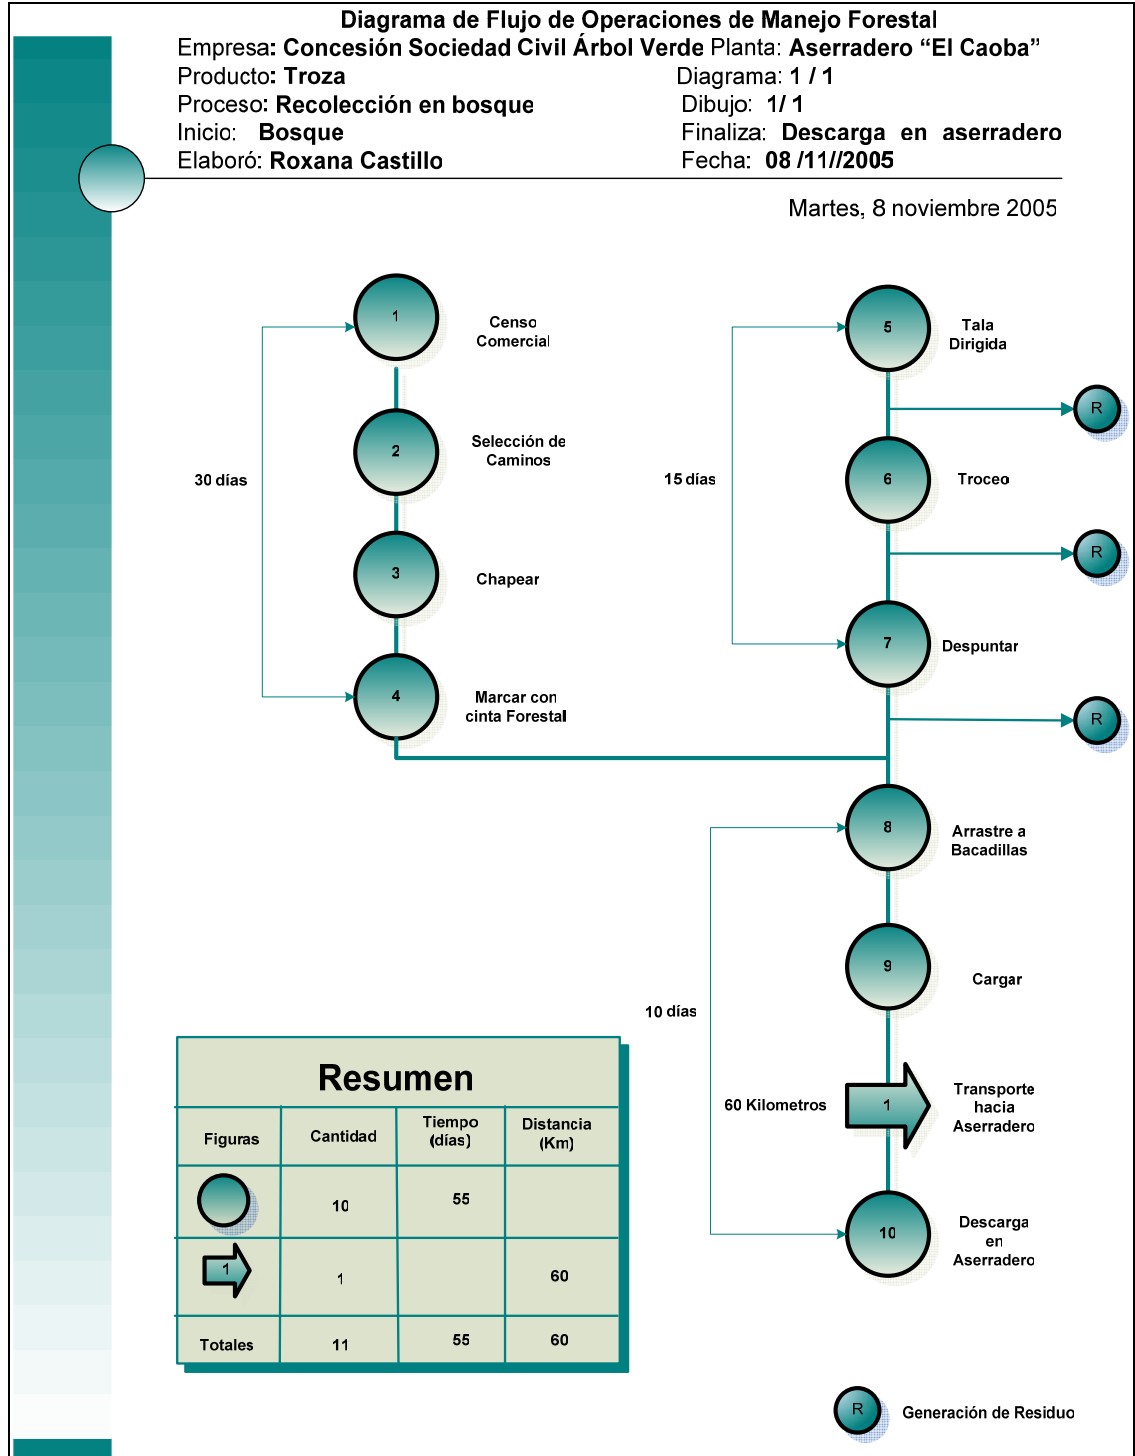 Diagrama de Flujo de Operaciones de Manejo Forestal
Empresa: Concesión Sociedad Civil Árbol Verde Planta: Aserradero “El Caoba”
Producto: Troza Diagrama: 1 / 1
Proceso: Recolección en bosque Dibujo: 1/ 1
Inicio: Bosque Finaliza: Descarga en aserradero
Elaboró: Roxana Castillo Fecha: 08 /11//2005
Martes, 8 noviembre 2005
1
Censo
Comercial
2
Selección de
Caminos
30 días
3
Chapear
4
Marcar con
cinta Forestal
5
Tala
Dirigida
R
15 días
6
Troceo
R
7
Despuntar
R
8
Arrastre a
Bacadillas
9
Cargar
10 días
60 Kilometros
1
Transporte
hacia
Aserradero
10
Descarga
en
Aserradero
Resumen
Figuras Cantidad Tiempo (días) Distancia (Km)
10 55
1 1 60
Totales 11 55 60
R Generación de Residuo